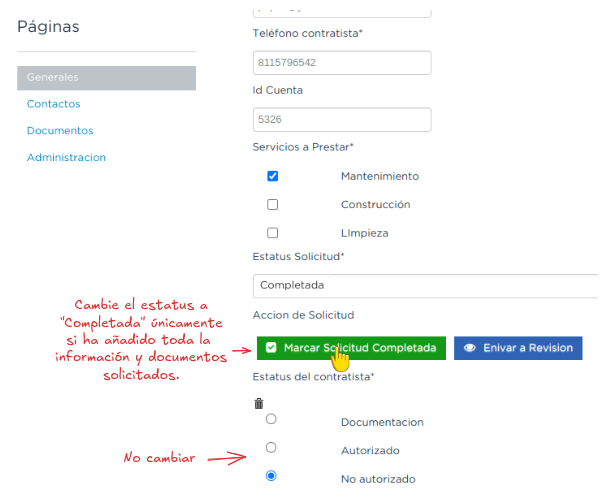 Páginas
Generales
Contactos
Documentos
Administracion
Teléfono contratista*
8115796542
Id Cuenta
5326
Servicios a Prestar*
Mantenimiento
Construcción
LImpieza
Estatus Solicitud*
Completada
Accion de Solicitud
Marcar Solicitud Completada
Enivar a Revision
Cambie el estatus a
"Completada" únicamente
si ha añadido toda la
información y documentos
solicitados.
Estatus del contratista*
Documentacion
Autorizado
No autorizado
No cambiar